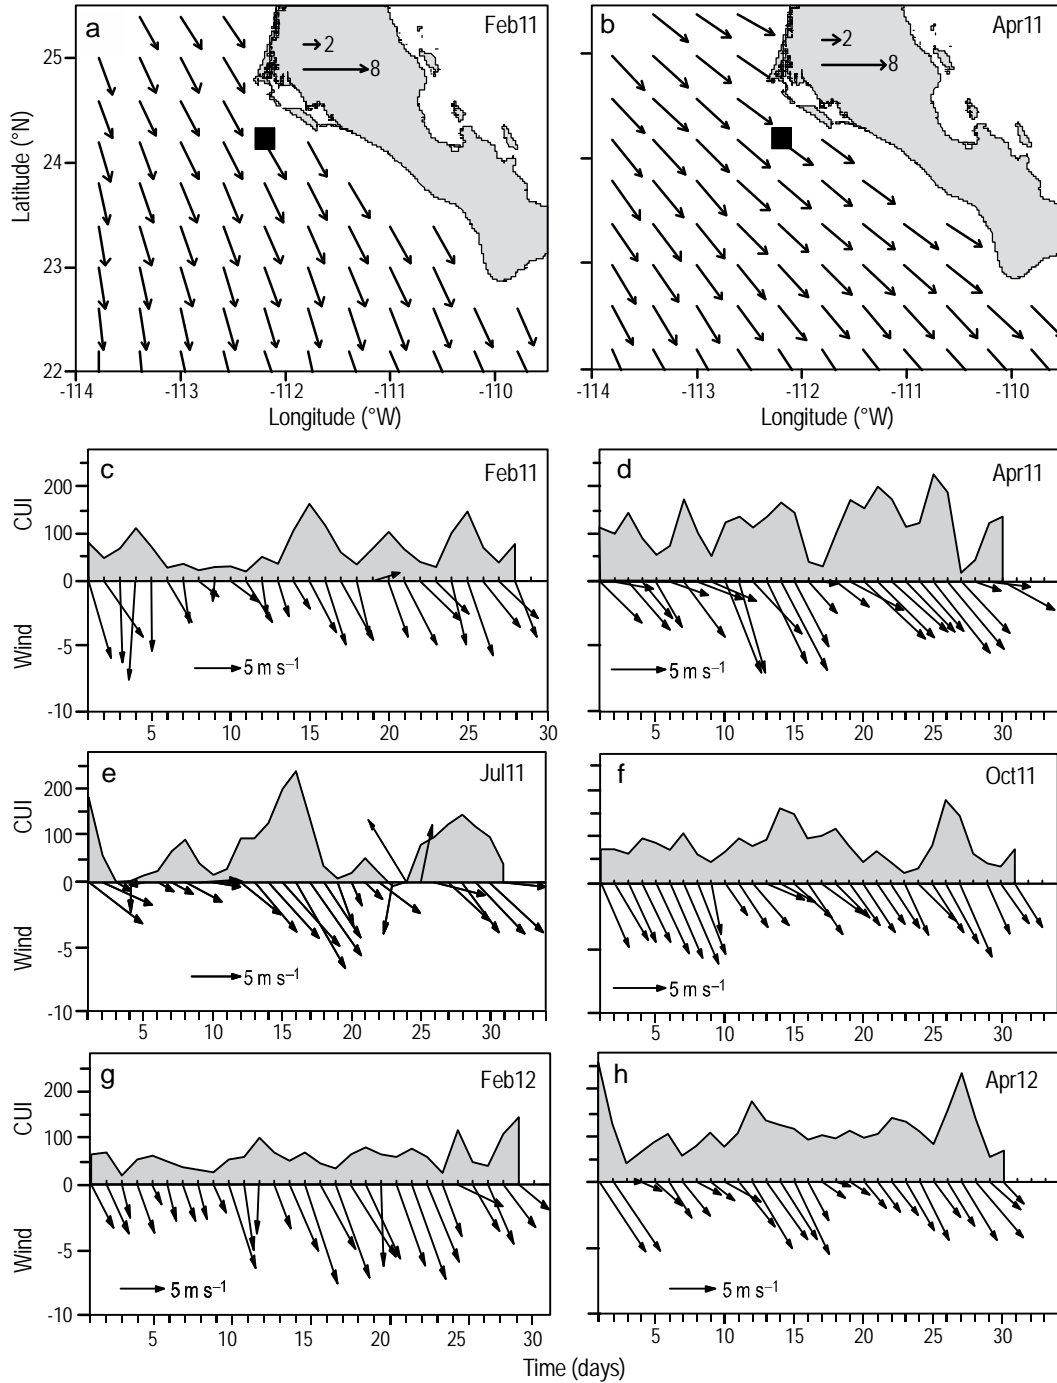 a
Feb11
2
8
25
24
23
22
Latitude (°N)
-114
-113
-112
-111
-110
Longitude (°W)
b
Apr11
2
8
-114
-113
-112
-111
-110
Longitude (°W)
c
Feb11
200
100
0
-5
-10
CUI
Wind
5 m s–1
5
10
15
20
25
30
d
Apr11
5 m s–1
5
10
15
20
25
30
e
Jul11
200
100
0
-5
-10
CUI
Wind
5 m s–1
5
10
15
20
25
30
f
Oct11
5 m s–1
5
10
15
20
25
30
g
Feb12
200
100
0
-5
-10
CUI
Wind
5 m s–1
5
10
15
20
25
30
h
Apr12
5 m s–1
5
10
15
20
25
30
Time (days)